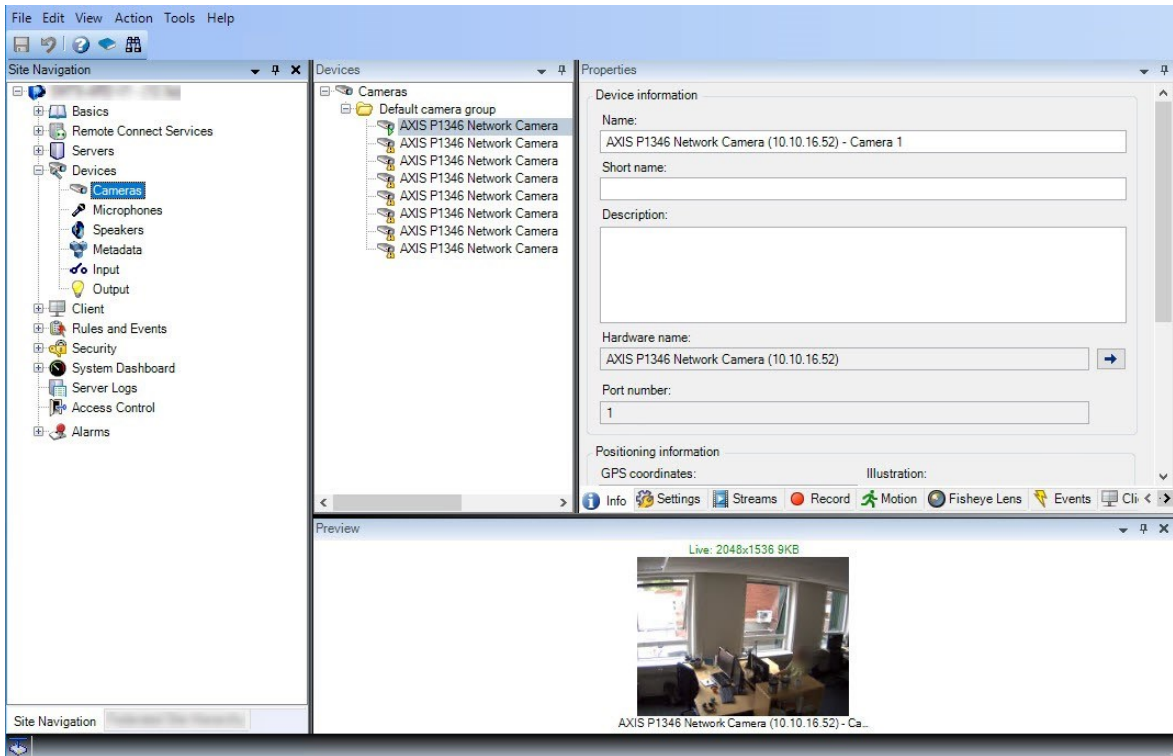 File Edit View Action Tools Help
Site Navigation
Basics
Remote Connect Services
Servers
Devices
Cameras
Microphones
Speakers
Metadata
Input
Output
Client
Rules and Events
Security
System Dashboard
Server Logs
Access Control
Alarms
Site Navigation
Devices
Cameras
Default camera group
AXIS P1346 Network Camera
AXIS P1346 Network Camera
AXIS P1346 Network Camera
AXIS P1346 Network Camera
AXIS P1346 Network Camera
AXIS P1346 Network Camera
AXIS P1346 Network Camera
AXIS P1346 Network Camera
Properties
Device information
Name:
AXIS P1346 Network Camera (10.10.16.52) - Camera 1
Short name:
Description:
Hardware name:
AXIS P1346 Network Camera (10.10.16.52)
Port number:
1
Positioning information
GPS coordinates: Illustration:
Info Settings Streams Record Motion Fisheye Lens Events Cli
Preview
Live: 2048x1536 9KB
AXIS P1346 Network Camera (10.10.16.52) - Ca...